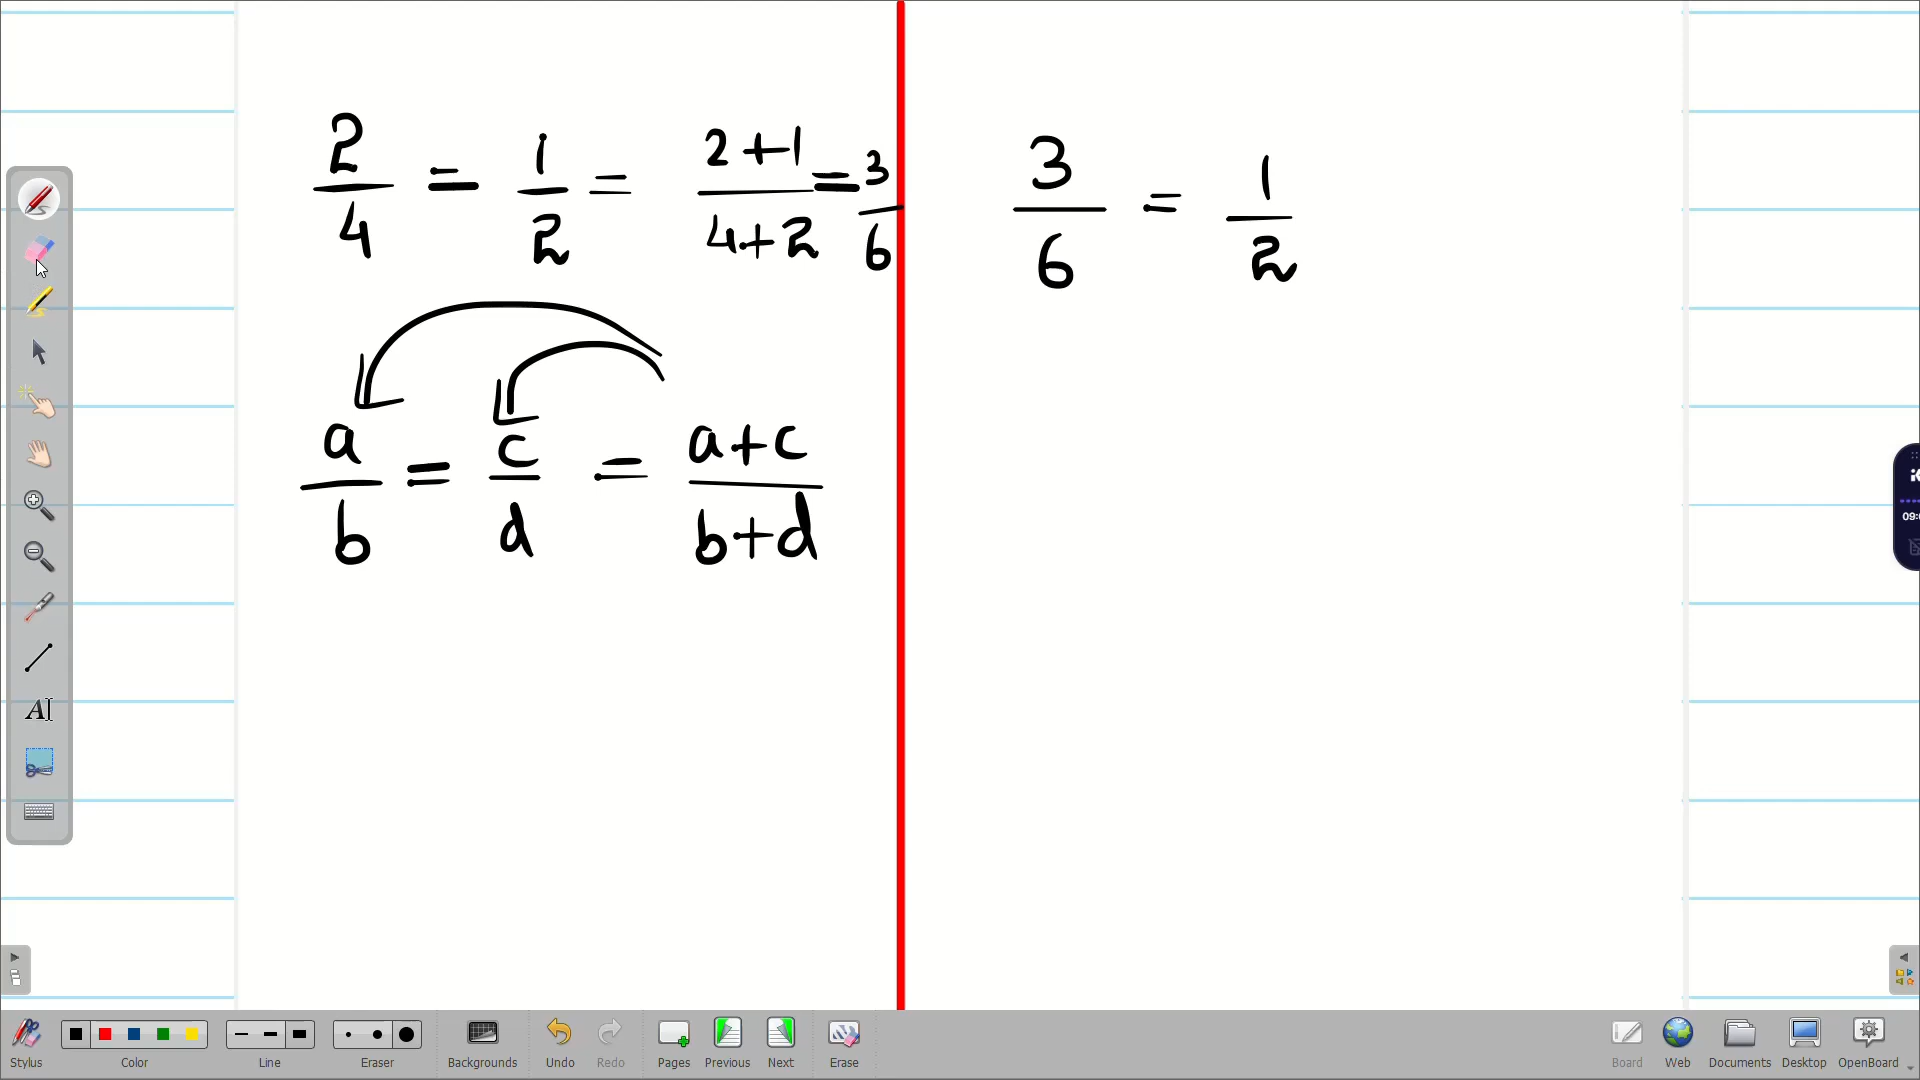 2/4 = 1/2 = (2+1)/(4+2) = 3/6
a/b = c/d = (a+c)/(b+d)
3/6 = 1/2
09:
Stylus
Color
Line
Eraser
Backgrounds
Undo
Redo
Pages
Previous
Next
Erase
Board
Web
Documents
Desktop
OpenBoard